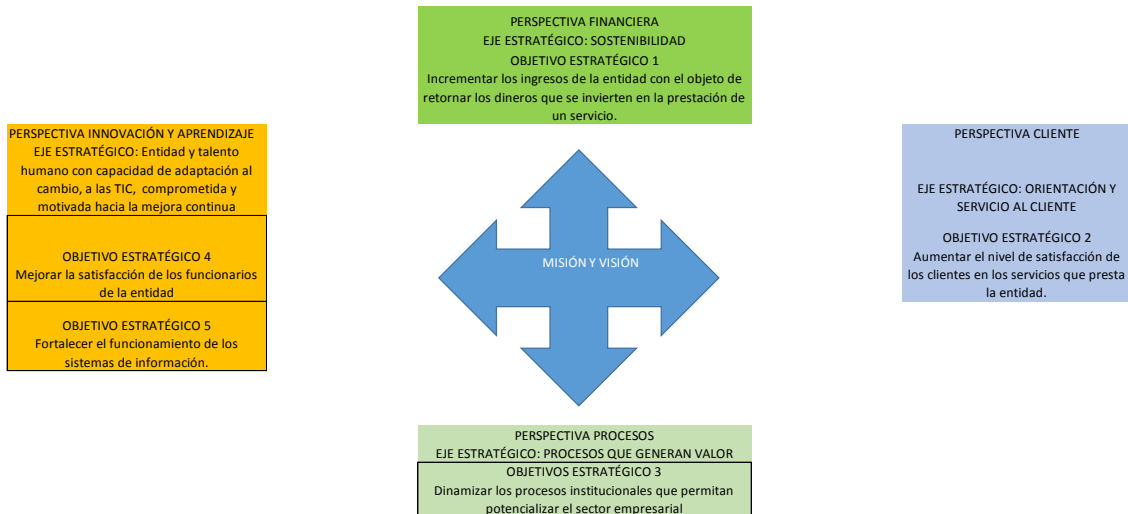 PERSPECTIVA FINANCIERA
EJE ESTRATÉGICO: SOSTENIBILIDAD
OBJETIVO ESTRATÉGICO 1
Incrementar los ingresos de la entidad con el objeto de
retornar los dineros que se invierten en la prestación de
un servicio.
PERSPECTIVA INNOVACIÓN Y APRENDIZAJE
EJE ESTRATÉGICO: Entidad y talento
humano con capacidad de adaptación al
cambio, a las TIC, comprometida y
motivada hacia la mejora continua
OBJETIVO ESTRATÉGICO 4
Mejorar la satisfacción de los funcionarios
de la entidad
OBJETIVO ESTRATÉGICO 5
Fortalecer el funcionamiento de los
sistemas de información.
MISIÓN Y VISIÓN
PERSPECTIVA CLIENTE
EJE ESTRATÉGICO: ORIENTACIÓN Y
SERVICIO AL CLIENTE
OBJETIVO ESTRATÉGICO 2
Aumentar el nivel de satisfacción de
los clientes en los servicios que presta
la entidad.
PERSPECTIVA PROCESOS
EJE ESTRATÉGICO: PROCESOS QUE GENERAN VALOR
OBJETIVOS ESTRATÉGICO 3
Dinamizar los procesos institucionales que permitan
potencializar el sector empresarial